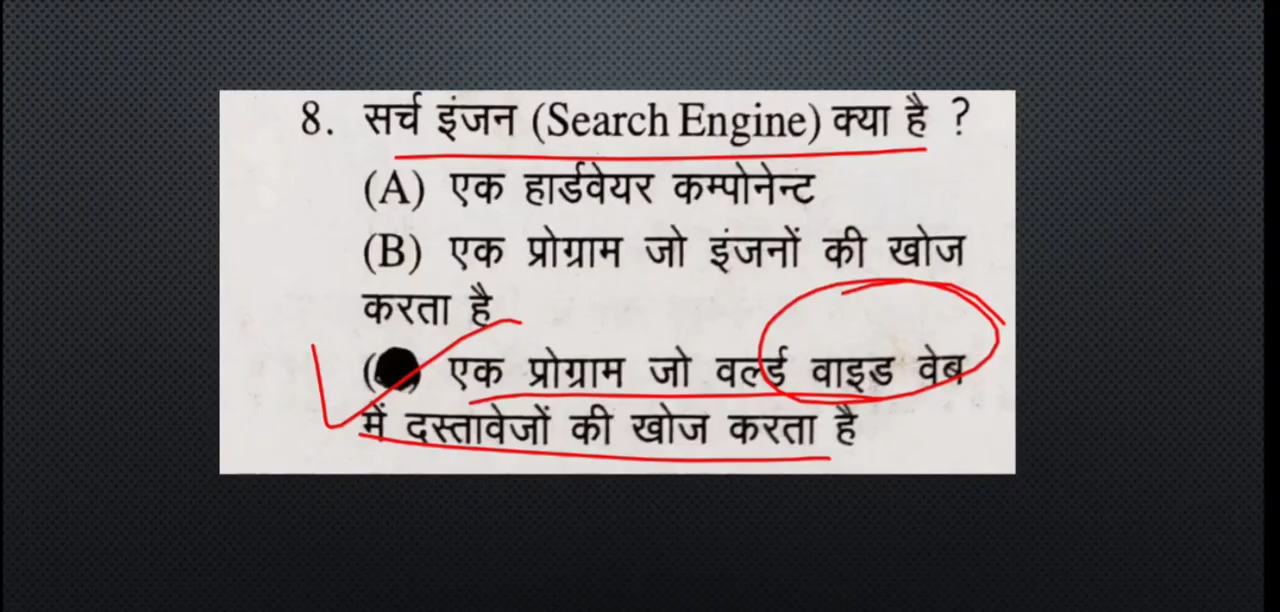 8. सर्च इंजन (Search Engine) क्या है ?
(A) एक हार्डवेयर कम्पोनेन्ट
(B) एक प्रोग्राम जो इंजनों की खोज
करता है
एक प्रोग्राम जो वर्ल्ड वाइड वेब
में दस्तावेजों की खोज करता है